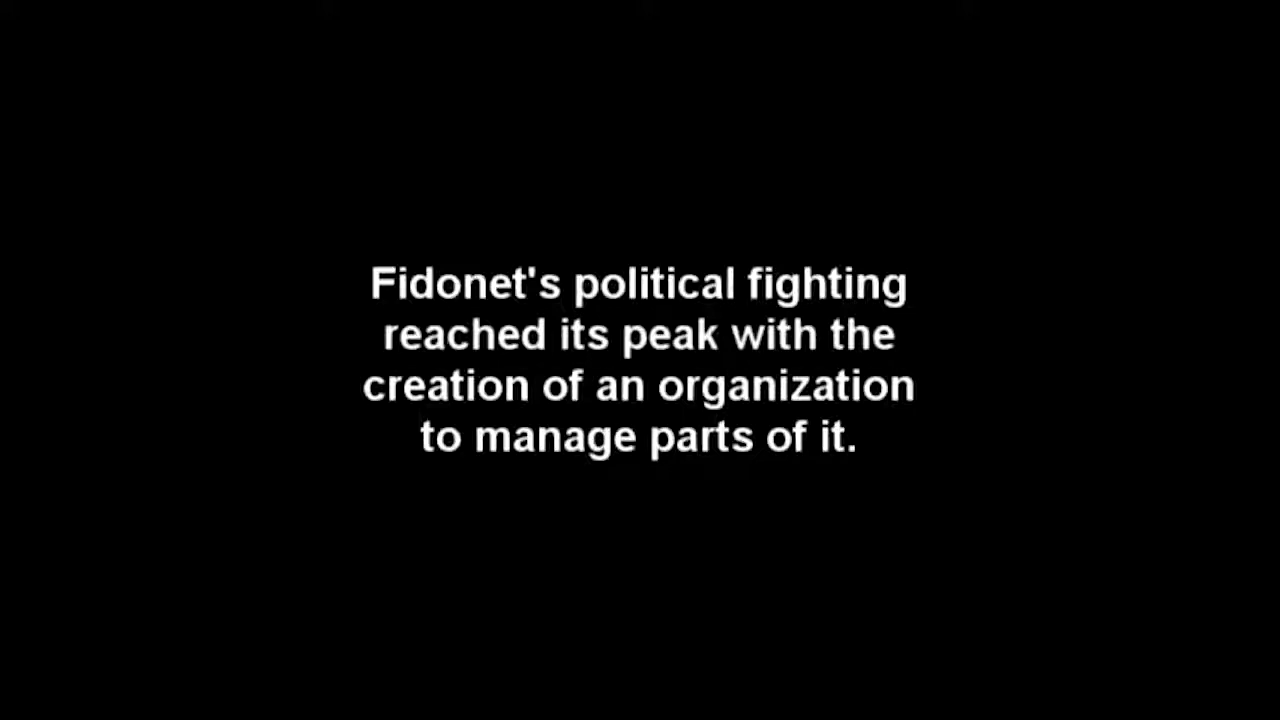 Fidonet's political fighting
reached its peak with the
creation of an organization
to manage parts of it.